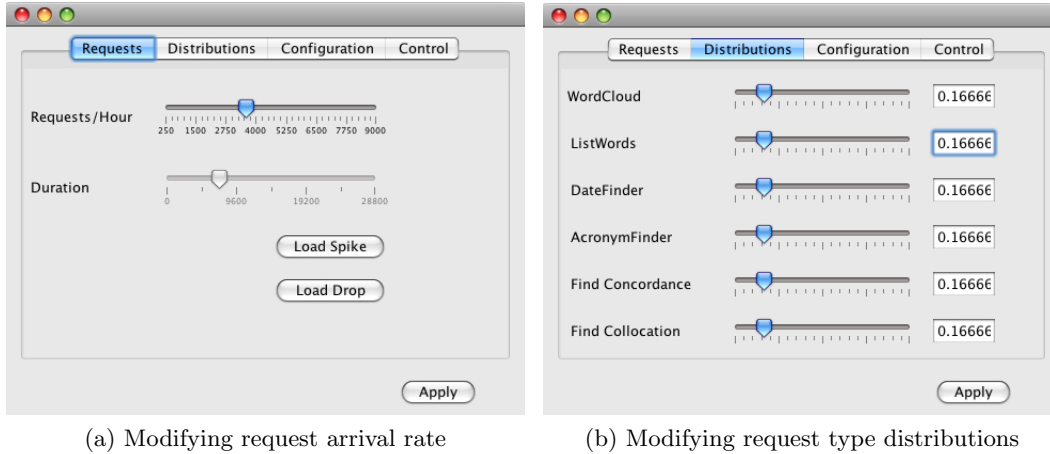 Requests Distributions Configuration Control
Requests/Hour
250 1500 2750 4000 5250 6500 7750 9000
Duration
0 9600 19200 28800
Load Spike
Load Drop
Apply
(a) Modifying request arrival rate
Requests Distributions Configuration Control
WordCloud 0.16666
ListWords 0.16666
DateFinder 0.16666
AcronymFinder 0.16666
Find Concordance 0.16666
Find Collocation 0.16666
Apply
(b) Modifying request type distributions